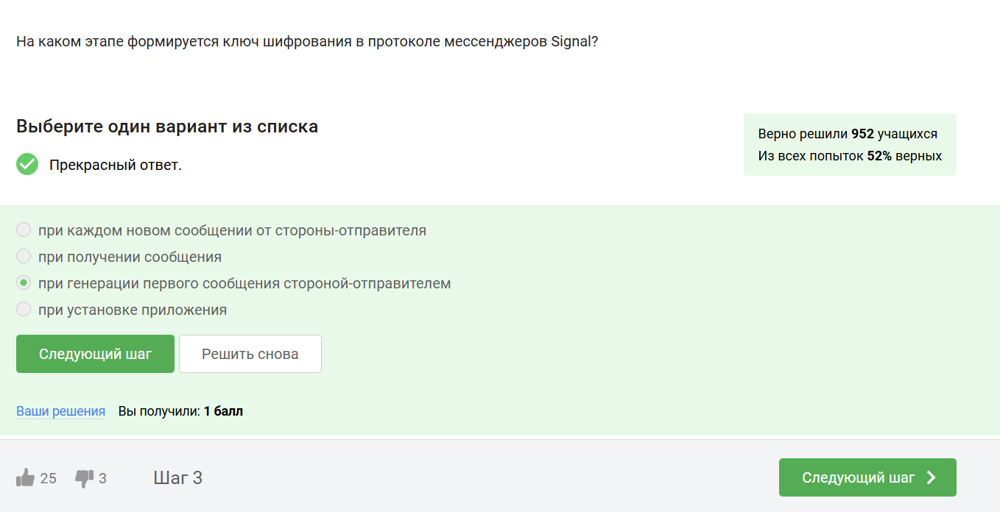 На каком этапе формируется ключ шифрования в протоколе мессенджеров Signal?
Выберите один вариант из списка
Верно решили 952 учащихся
Из всех попыток 52% верных
Прекрасный ответ.
при каждом новом сообщении от стороны-отправителя
при получении сообщения
при генерации первого сообщения стороной-отправителем
при установке приложения
Следующий шаг
Решить снова
Ваши решения
Вы получили: 1 балл
25
3
Шаг 3
Следующий шаг